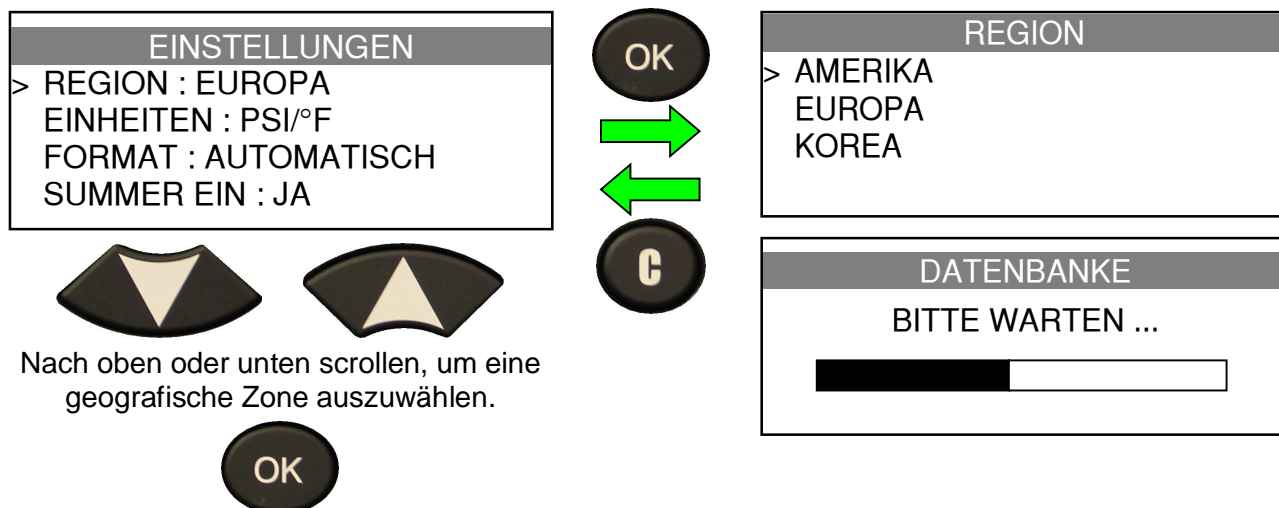 EINSTELLUNGEN
> REGION : EUROPA
EINHEITEN : PSI/°F
FORMAT : AUTOMATISCH
SUMMER EIN : JA
OK
C
REGION
> AMERIKA
EUROPA
KOREA
Nach oben oder unten scrollen, um eine
geografische Zone auszuwählen.
OK
DATENBANKE
BITTE WARTEN ...